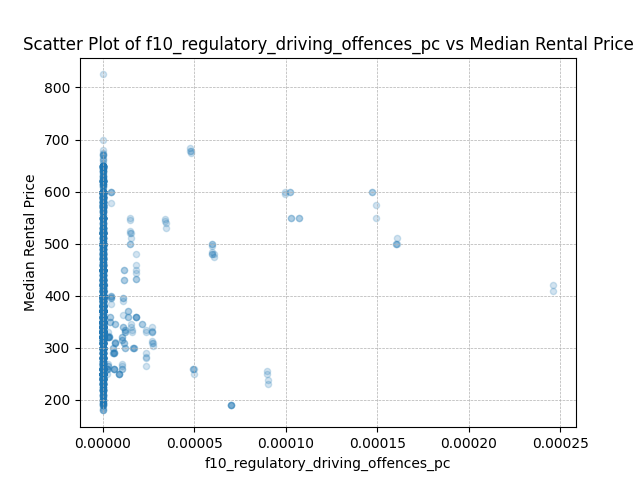 Scatter Plot of f10_regulatory_driving_offences_pc vs Median Rental Price
800
700
600
500
400
300
200
Median Rental Price
0.00000 0.00005 0.00010 0.00015 0.00020 0.00025
f10_regulatory_driving_offences_pc